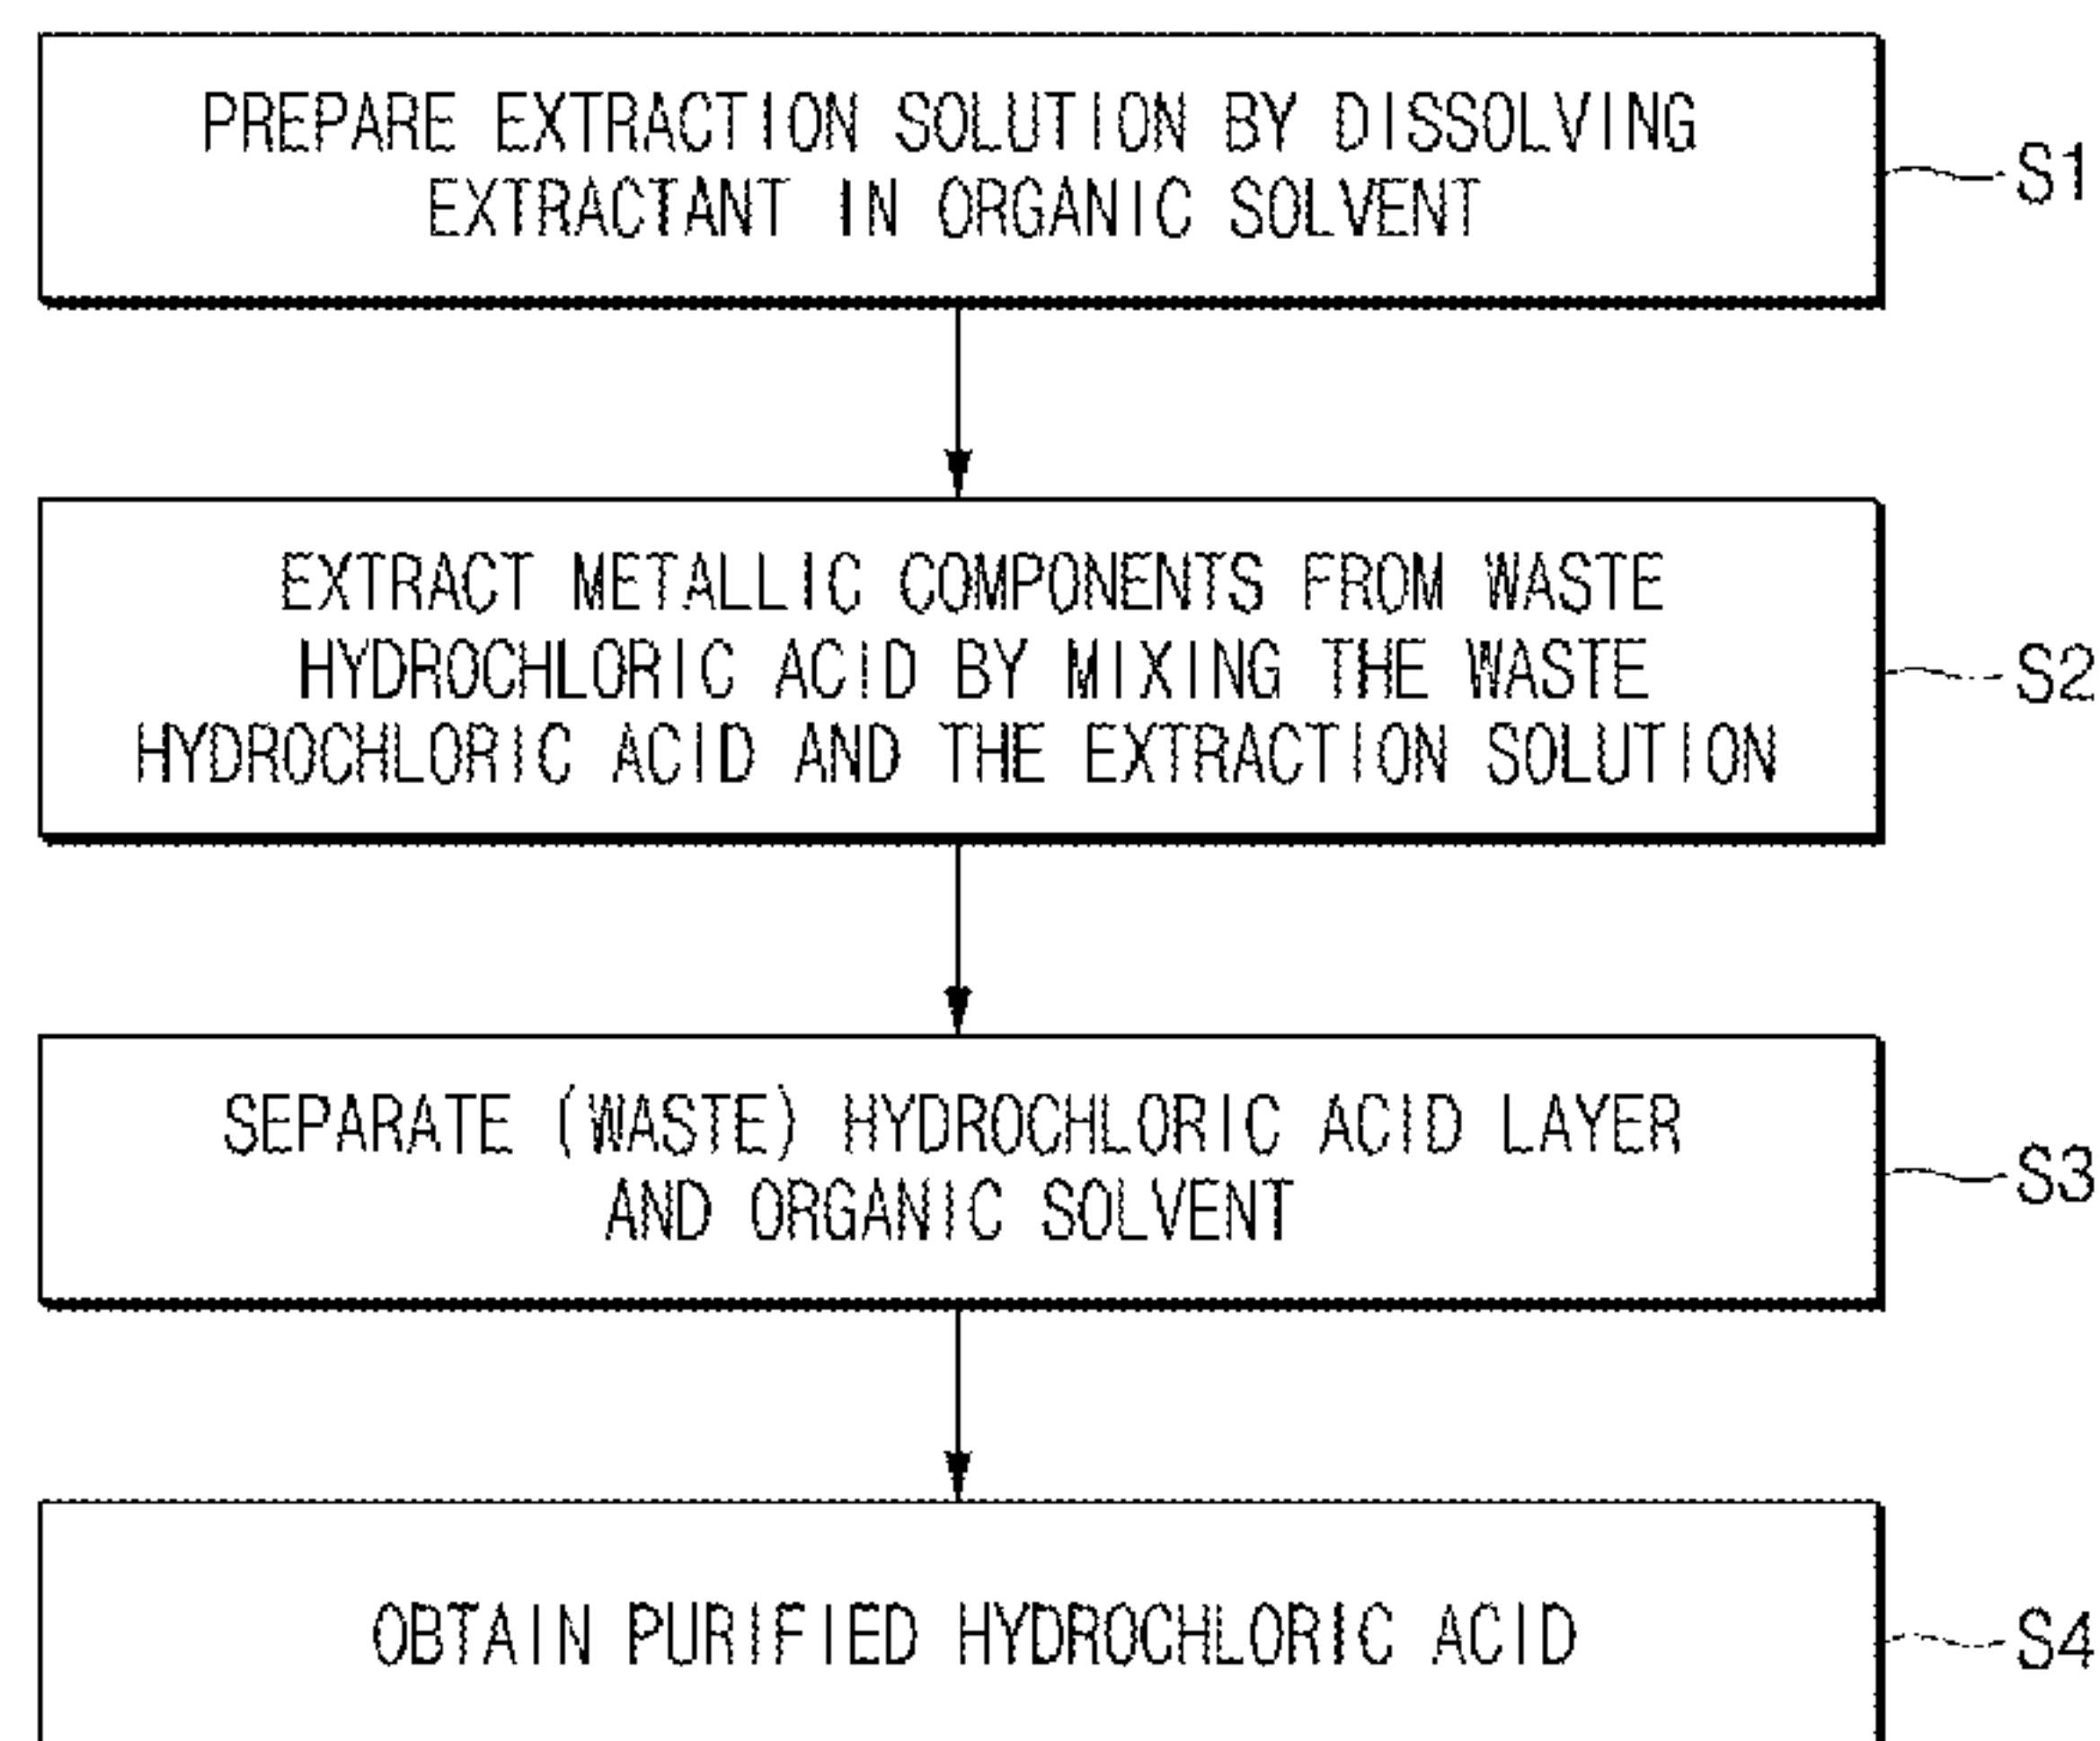 PREPARE EXTRACTION SOLUTION BY DISSOLVING
EXTRACTANT IN ORGANIC SOLVENT
S1
EXTRACT METALLIC COMPONENTS FROM WASTE
HYDROCHLORIC ACID BY MIXING THE WASTE
HYDROCHLORIC ACID AND THE EXTRACTION SOLUTION
S2
SEPARATE (WASTE) HYDROCHLORIC ACID LAYER
AND ORGANIC SOLVENT
S3
OBTAIN PURIFIED HYDROCHLORIC ACID
S4